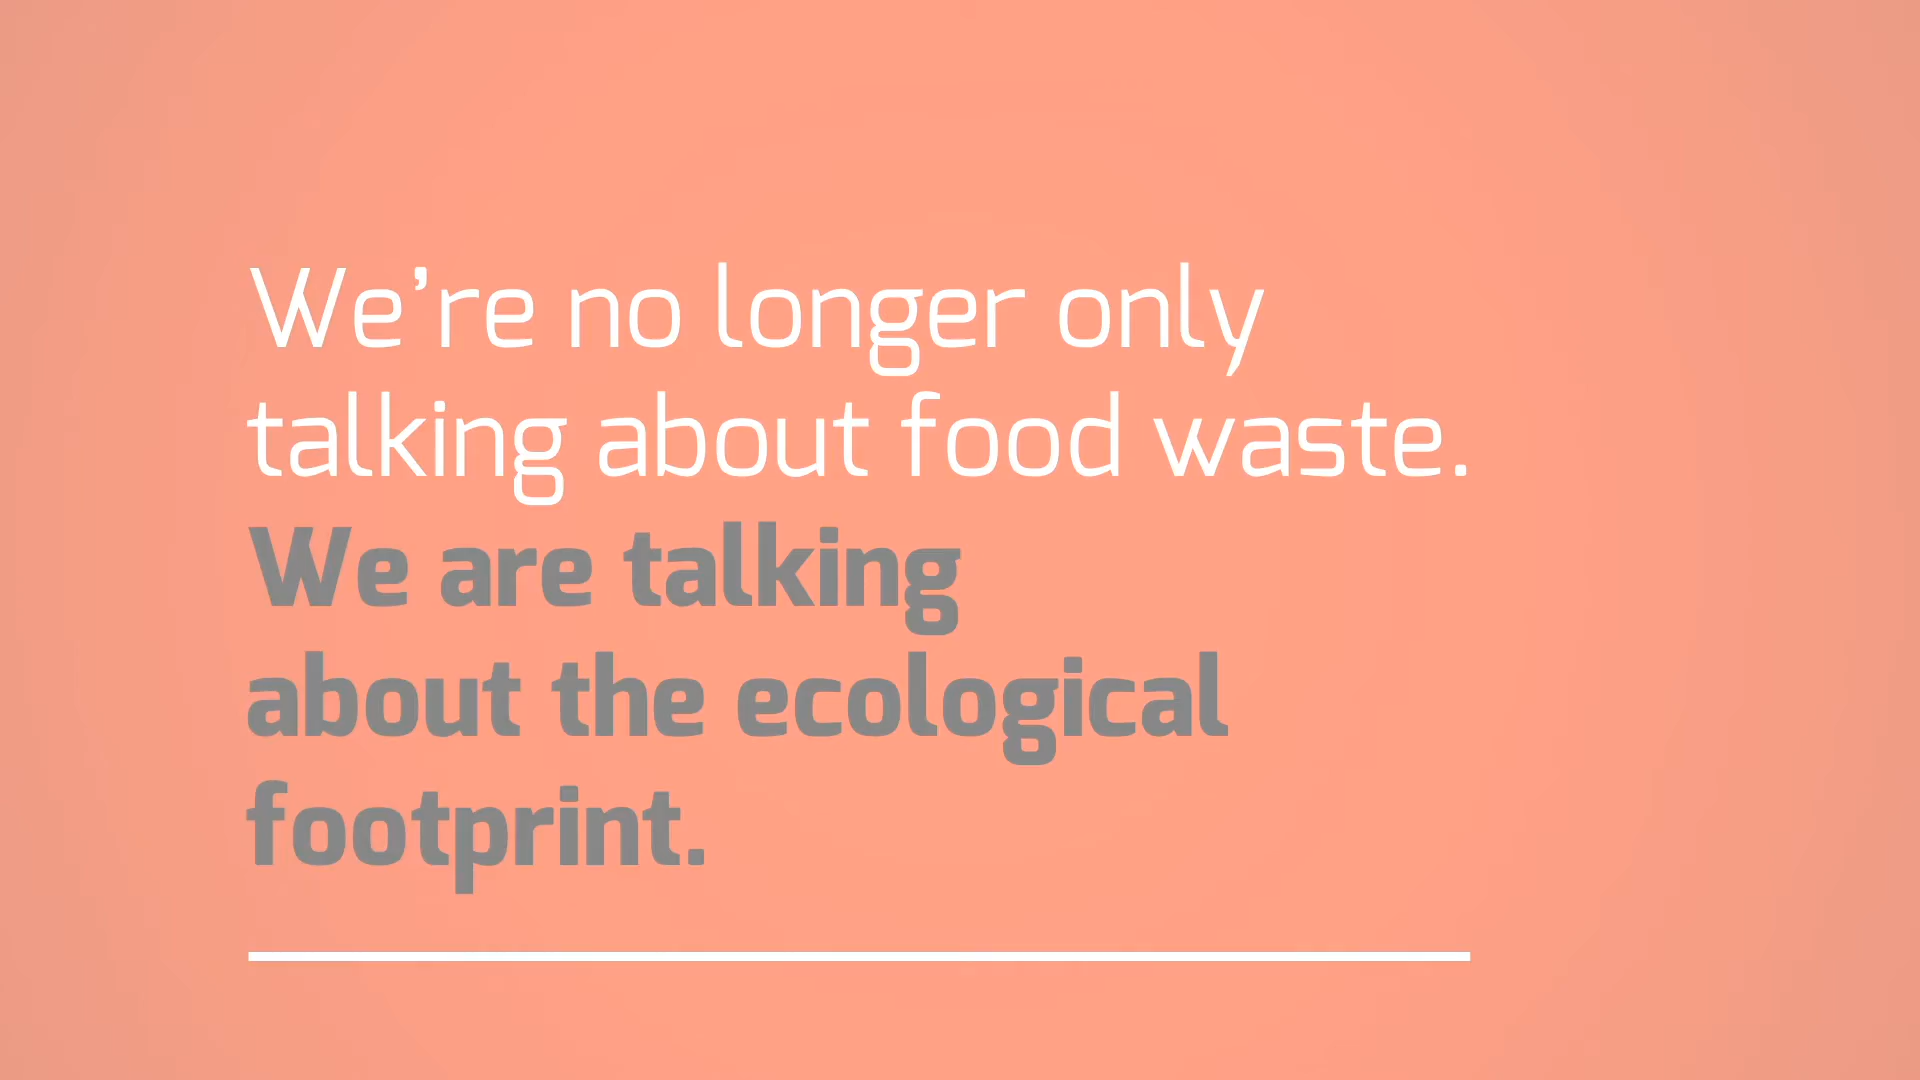 We’re no longer only
talking about food waste.
We are talking
about the ecological
footprint.